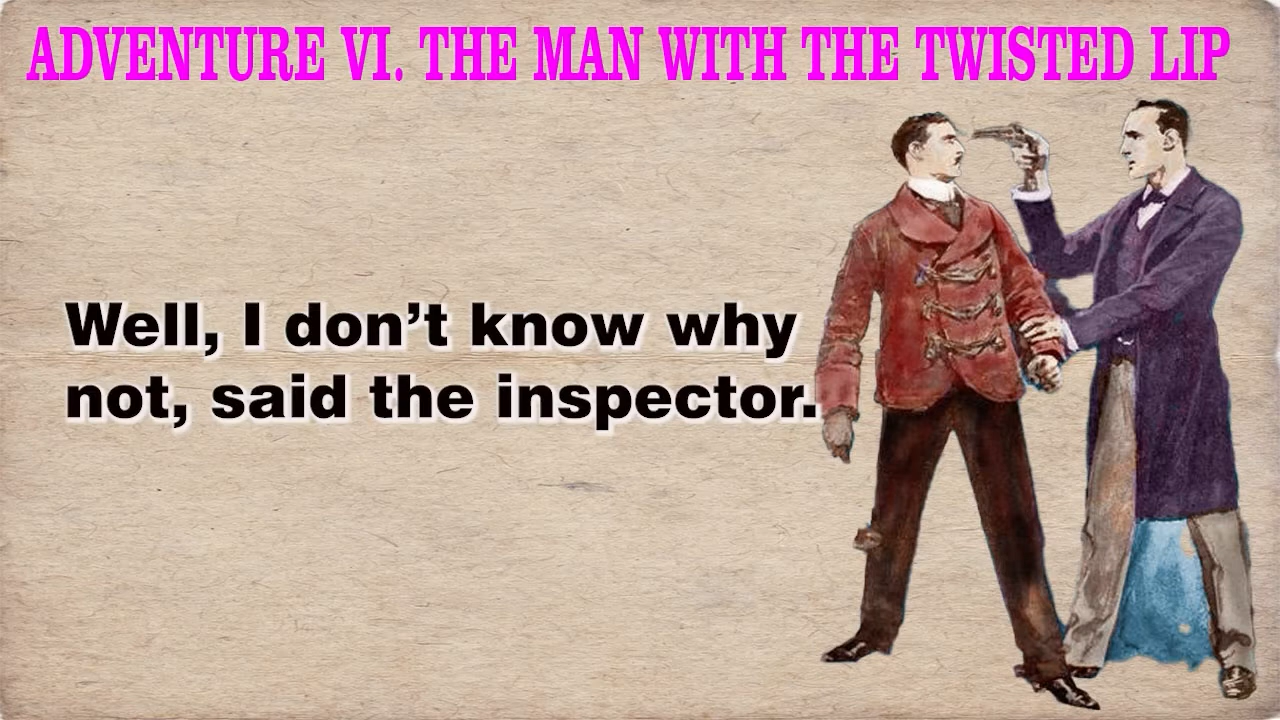 ADVENTURE VI. THE MAN WITH THE TWISTED LIP
Well, I don’t know why
not, said the inspector.